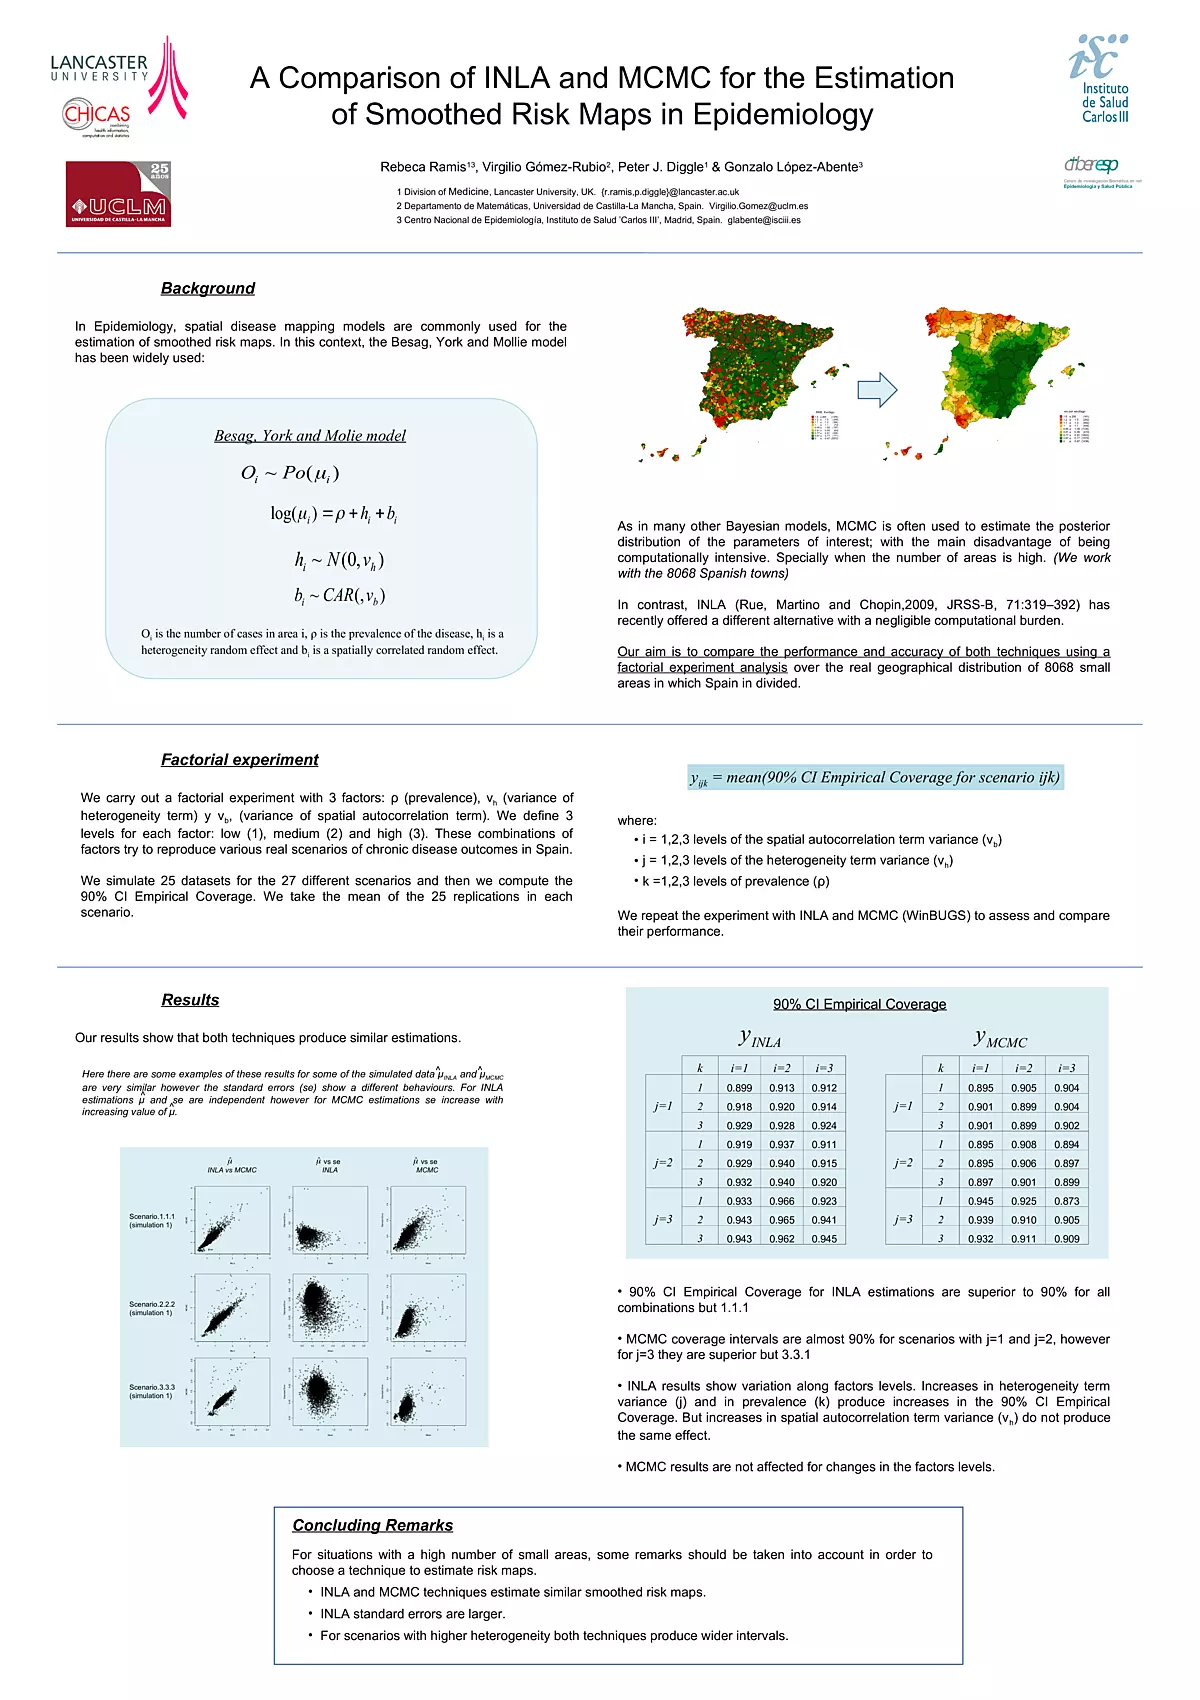 LANCASTER
UNIVERSITY
CHICAS
combining
health information,
computation and statistics
25
años
UCLM
UNIVERSIDAD DE CASTILLA-LA MANCHA
A Comparison of INLA and MCMC for the Estimation
of Smoothed Risk Maps in Epidemiology
isc
Instituto
de Salud
Carlos III
ciberesp
Epidemiología y Salud Pública
Rebeca Ramis¹³, Virgilio Gómez-Rubio², Peter J. Diggle¹ & Gonzalo López-Abente³
1 Division of Medicine, Lancaster University, UK. {r.ramis,p.diggle}@lancaster.ac.uk
2 Departamento de Matemáticas, Universidad de Castilla-La Mancha, Spain. Virgilio.Gomez@uclm.es
3 Centro Nacional de Epidemiología, Instituto de Salud 'Carlos III', Madrid, Spain. glabente@isciii.es
Background
In Epidemiology, spatial disease mapping models are commonly used for the
estimation of smoothed risk maps. In this context, the Besag, York and Mollie model
has been widely used:
Besag, York and Molie model
O_i ~ Po(μ_i)
log(μ_i) = ρ + h_i + b_i
h_i ~ N(0, v_h)
b_i ~ CAR(, v_b)
O_i is the number of cases in area i, ρ is the prevalence of the disease, h_i is a
heterogeneity random effect and b_i is a spatially correlated random effect.
As in many other Bayesian models, MCMC is often used to estimate the posterior
distribution of the parameters of interest; with the main disadvantage of being
computationally intensive. Specially when the number of areas is high. (We work
with the 8068 Spanish towns)
In contrast, INLA (Rue, Martino and Chopin,2009, JRSS-B, 71:319–392) has
recently offered a different alternative with a negligible computational burden.
Our aim is to compare the performance and accuracy of both techniques using a
factorial experiment analysis over the real geographical distribution of 8068 small
areas in which Spain in divided.
Factorial experiment
We carry out a factorial experiment with 3 factors: ρ (prevalence), v_h (variance of
heterogeneity term) y v_b, (variance of spatial autocorrelation term). We define 3
levels for each factor: low (1), medium (2) and high (3). These combinations of
factors try to reproduce various real scenarios of chronic disease outcomes in Spain.
We simulate 25 datasets for the 27 different scenarios and then we compute the
90% CI Empirical Coverage. We take the mean of the 25 replications in each
scenario.
y_ijk = mean(90% CI Empirical Coverage for scenario ijk)
where:
• i = 1,2,3 levels of the spatial autocorrelation term variance (v_b)
• j = 1,2,3 levels of the heterogeneity term variance (v_h)
• k =1,2,3 levels of prevalence (ρ)
We repeat the experiment with INLA and MCMC (WinBUGS) to assess and compare
their performance.
Results
Our results show that both techniques produce similar estimations.
Here there are some examples of these results for some of the simulated data μ̂_INLA and μ̂_MCMC
are very similar however the standard errors (se) show a different behaviours. For INLA
estimations μ̂ and se are independent however for MCMC estimations se increase with
increasing value of μ̂.
μ̂ μ̂ vs se μ̂ vs se
INLA vs MCMC INLA MCMC
Scenario.1.1.1
(simulation 1)
Scenario.2.2.2
(simulation 1)
Scenario.3.3.3
(simulation 1)
90% CI Empirical Coverage
y_INLA y_MCMC
k i=1 i=2 i=3 k i=1 i=2 i=3
1 0.899 0.913 0.912 1 0.895 0.905 0.904
j=1 2 0.918 0.920 0.914 j=1 2 0.901 0.899 0.904
3 0.929 0.928 0.924 3 0.901 0.899 0.902
1 0.919 0.937 0.911 1 0.895 0.908 0.894
j=2 2 0.929 0.940 0.915 j=2 2 0.895 0.906 0.897
3 0.932 0.940 0.920 3 0.897 0.901 0.899
1 0.933 0.966 0.923 1 0.945 0.925 0.873
j=3 2 0.943 0.965 0.941 j=3 2 0.939 0.910 0.905
3 0.943 0.962 0.945 3 0.932 0.911 0.909
• 90% CI Empirical Coverage for INLA estimations are superior to 90% for all
combinations but 1.1.1
• MCMC coverage intervals are almost 90% for scenarios with j=1 and j=2, however
for j=3 they are superior but 3.3.1
• INLA results show variation along factors levels. Increases in heterogeneity term
variance (j) and in prevalence (k) produce increases in the 90% CI Empirical
Coverage. But increases in spatial autocorrelation term variance (v_h) do not produce
the same effect.
• MCMC results are not affected for changes in the factors levels.
Concluding Remarks
For situations with a high number of small areas, some remarks should be taken into account in order to
choose a technique to estimate risk maps.
• INLA and MCMC techniques estimate similar smoothed risk maps.
• INLA standard errors are larger.
• For scenarios with higher heterogeneity both techniques produce wider intervals.